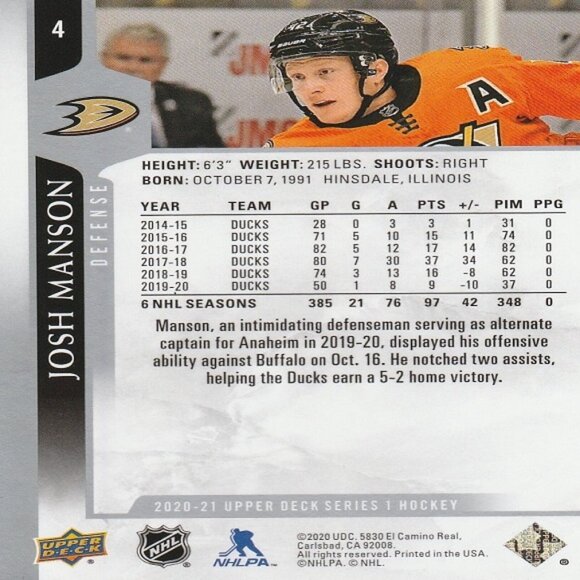 4
42
BAUER
JM
JMS
A
HEIGHT: 6'3" WEIGHT: 215 LBS. SHOOTS: RIGHT
BORN: OCTOBER 7, 1991 HINSDALE, ILLINOIS
JOSH MANSON
DEFENSE
YEAR TEAM GP G A PTS +/- PIM PPG
2014-15 DUCKS 28 0 3 3 1 31 0
2015-16 DUCKS 71 5 10 15 11 74 0
2016-17 DUCKS 82 5 12 17 14 82 0
2017-18 DUCKS 80 7 30 37 34 62 0
2018-19 DUCKS 74 3 13 16 -8 62 0
2019-20 DUCKS 50 1 8 9 -10 37 0
6 NHL SEASONS 385 21 76 97 42 348 0
Manson, an intimidating defenseman serving as alternate
captain for Anaheim in 2019-20, displayed his offensive
ability against Buffalo on Oct. 16. He notched two assists,
helping the Ducks earn a 5-2 home victory.
2020-21 UPPER DECK SERIES 1 HOCKEY
UPPER
DECK
NHL
NHLPA
©2020 UDC. 5830 El Camino Real,
Carlsbad, CA 92008.
All rights reserved. Printed in the USA.
©NHLPA. © NHL.